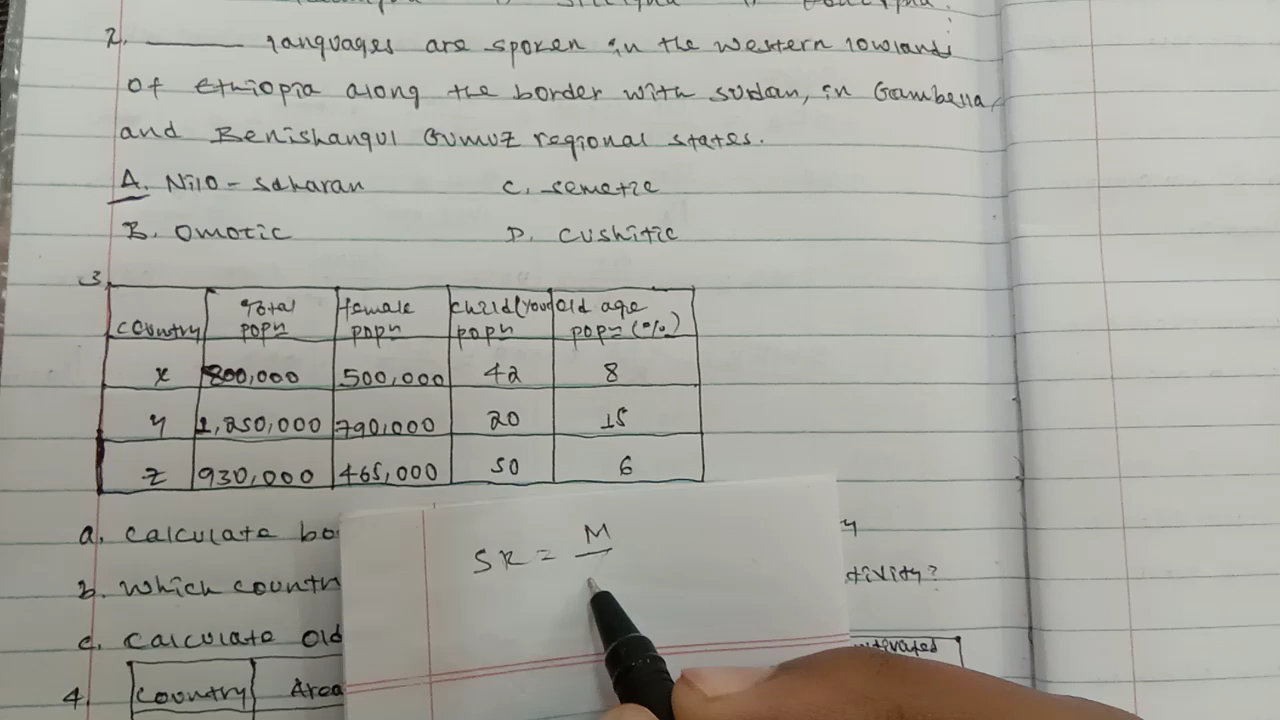 2. ______ languages are spoken in the western lowlands
of Ethiopia along the border with sudan, in Gambella,
and Benishangul Gumuz regional states.
A. Nilo - saharan C. semetic
B. Omotic D. cushitic
3.
country Total popn female popn child(young popn old age popn (%)
x 800,000 500,000 42 8
y 1,250,000 790,000 20 15
z 930,000 465,000 50 6
a. calculate
SR = M
b. which
c. calculate old
4. country Area